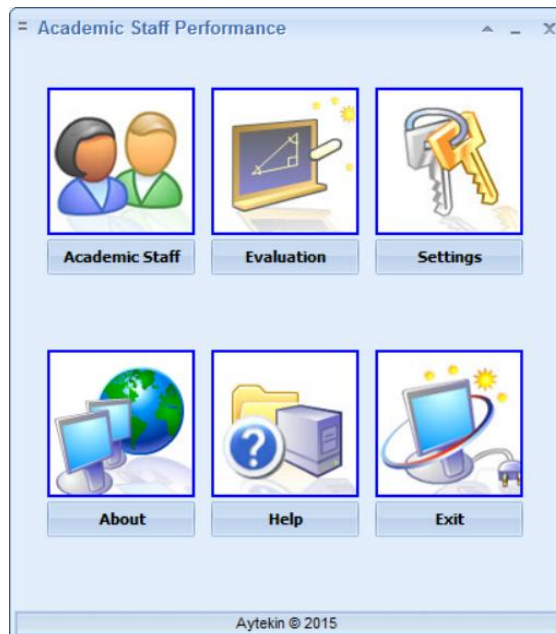 Academic Staff Performance
Academic Staff
Evaluation
Settings
About
Help
Exit
Aytekin © 2015